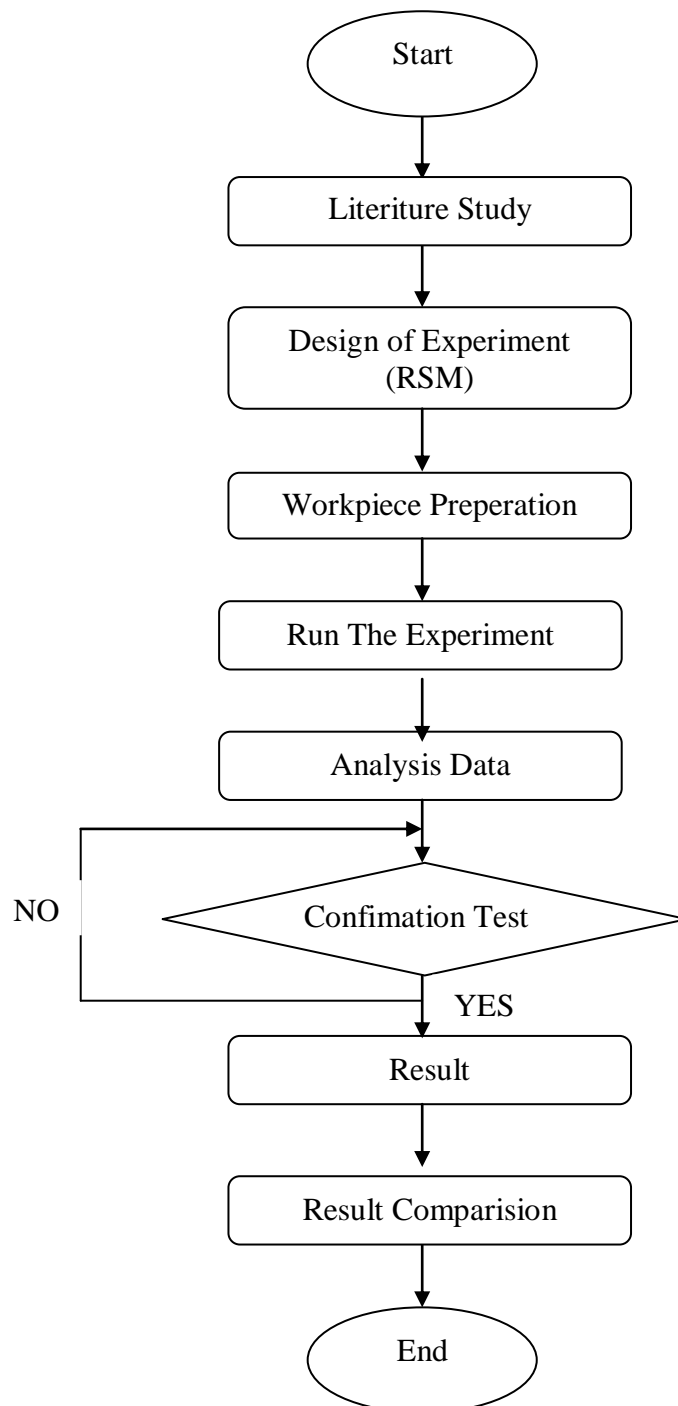 Start
Literiture Study
Design of Experiment
(RSM)
Workpiece Preperation
Run The Experiment
Analysis Data
NO
Confimation Test
YES
Result
Result Comparision
End